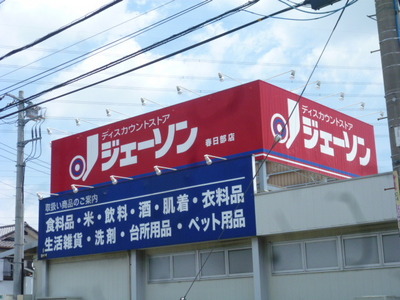 ディスカウントストア
ジェーソン
春日部店
ディスカウントストア
ジェーソン
取扱い商品のご案内
食料品・米・飲料・酒・肌着・衣料品
生活雑貨・洗剤・台所用品・ペット用品